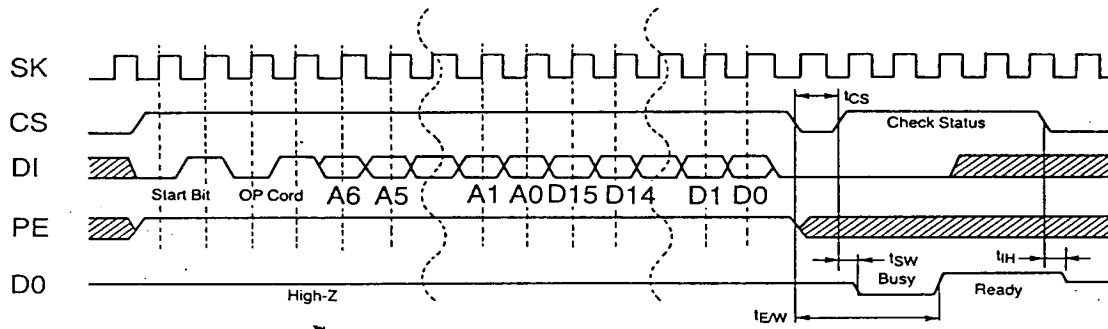 SK
tCS
CS
Check Status
DI
Start Bit
OP Cord
A6
A5
A1
A0
D15
D14
D1
D0
PE
tSW
tIH
D0
High-Z
Busy
Ready
tE/W